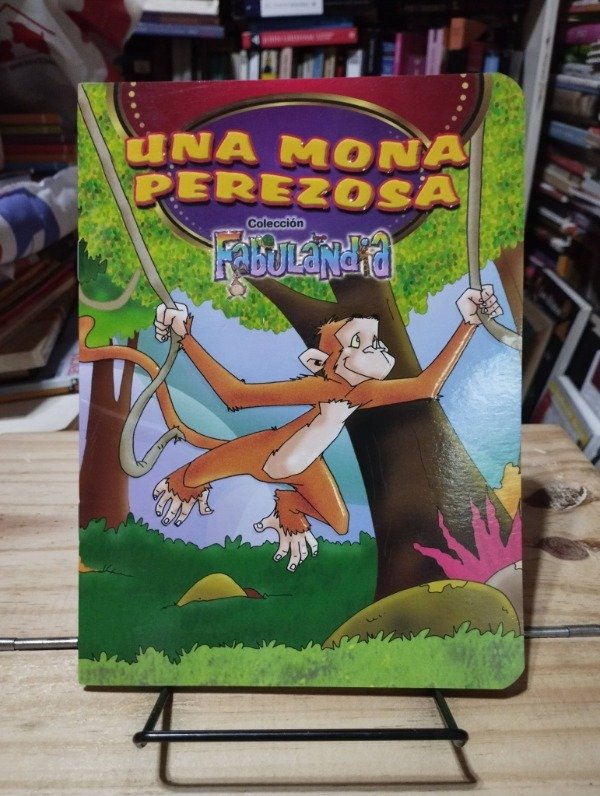 UNA MONA
PEREZOSA
Colección
Fabulandia